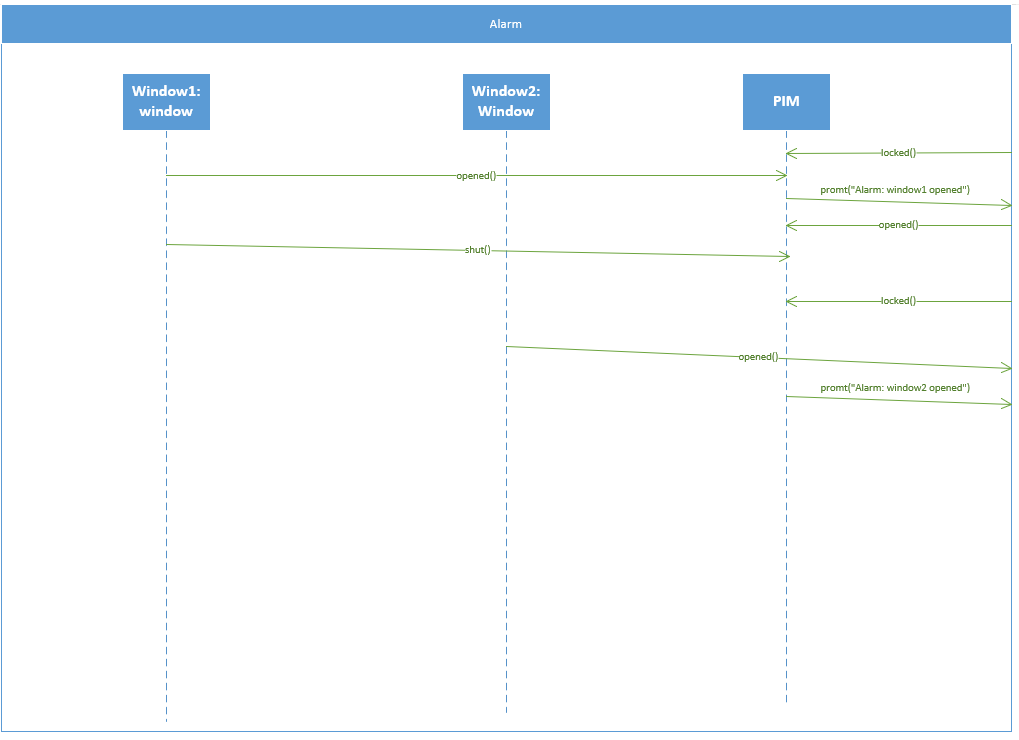 Alarm
Window1:
window
Window2:
Window
PIM
locked()
opened()
promt("Alarm: window1 opened")
opened()
shut()
locked()
opened()
promt("Alarm: window2 opened")